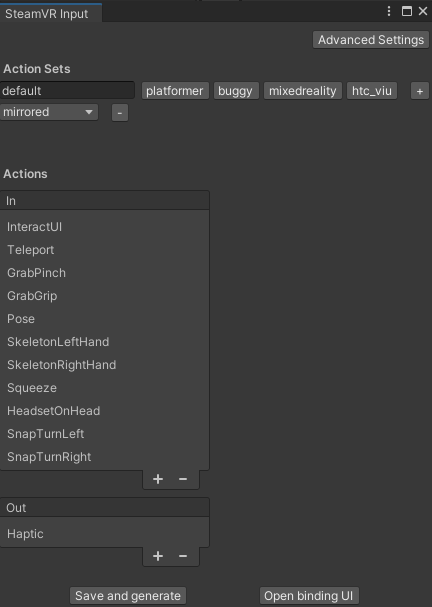 SteamVR Input
Advanced Settings
Action Sets
default platformer buggy mixedreality htc_viu +
mirrored -
Actions
In
InteractUI
Teleport
GrabPinch
GrabGrip
Pose
SkeletonLeftHand
SkeletonRightHand
Squeeze
HeadsetOnHead
SnapTurnLeft
SnapTurnRight
+ −
Out
Haptic
+ −
Save and generate Open binding UI